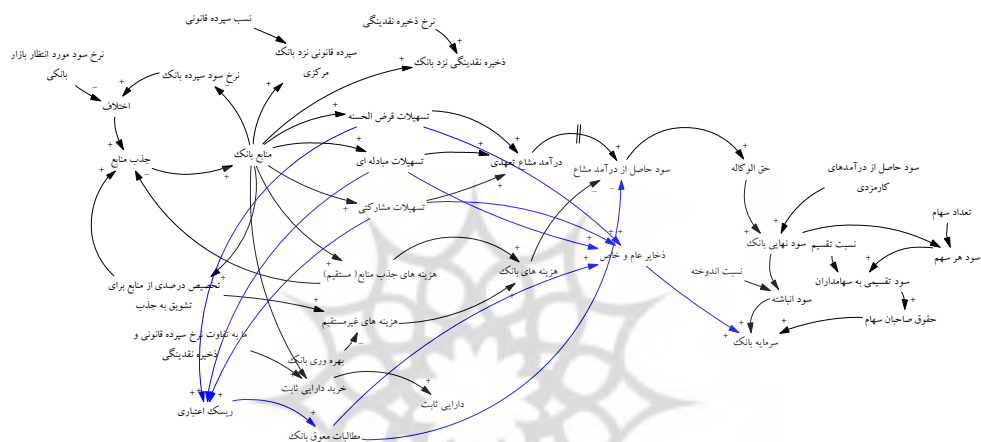 نسب سپرده قانونی
نرخ ذخیره نقدینگی
نرخ سود مورد انتظار بازار
بانکی
نرخ سود سپرده بانک
سپرده قانونی نزد بانک
مرکزی
ذخیره نقدینگی نزد بانک
اختلاف
تسهیلات قرض الحسنه
جذب منابع
منابع بانک
تسهیلات مبادله ای
درآمد مشاع تعهدی
سود حاصل از درآمد مشاع
حق الوکاله
سود حاصل از درآمدهای
کارمزدی
تسهیلات مشارکتی
تعداد
سهام
سود نهایی بانک
نسبت تقسیم
سود هر سهم
هزینه های جذب منابع( مستقیم)
هزینه های بانک
ذخایر عام و خاص
نسبت اندوخته
سود تقسیمی به سهامداران
تخصیص درصدی از منابع برای
تشویق به جذب
سود انباشته
حقوق صاحبان سهام
هزینه های غیرمستقیم
ما به تفاوت نرخ سپرده قانونی و
ذخیره نقدینگی
بهره وری بانک
سرمایه بانک
خرید دارایی ثابت
دارایی ثابت
ریسک اعتباری
مطالبات معوق بانک